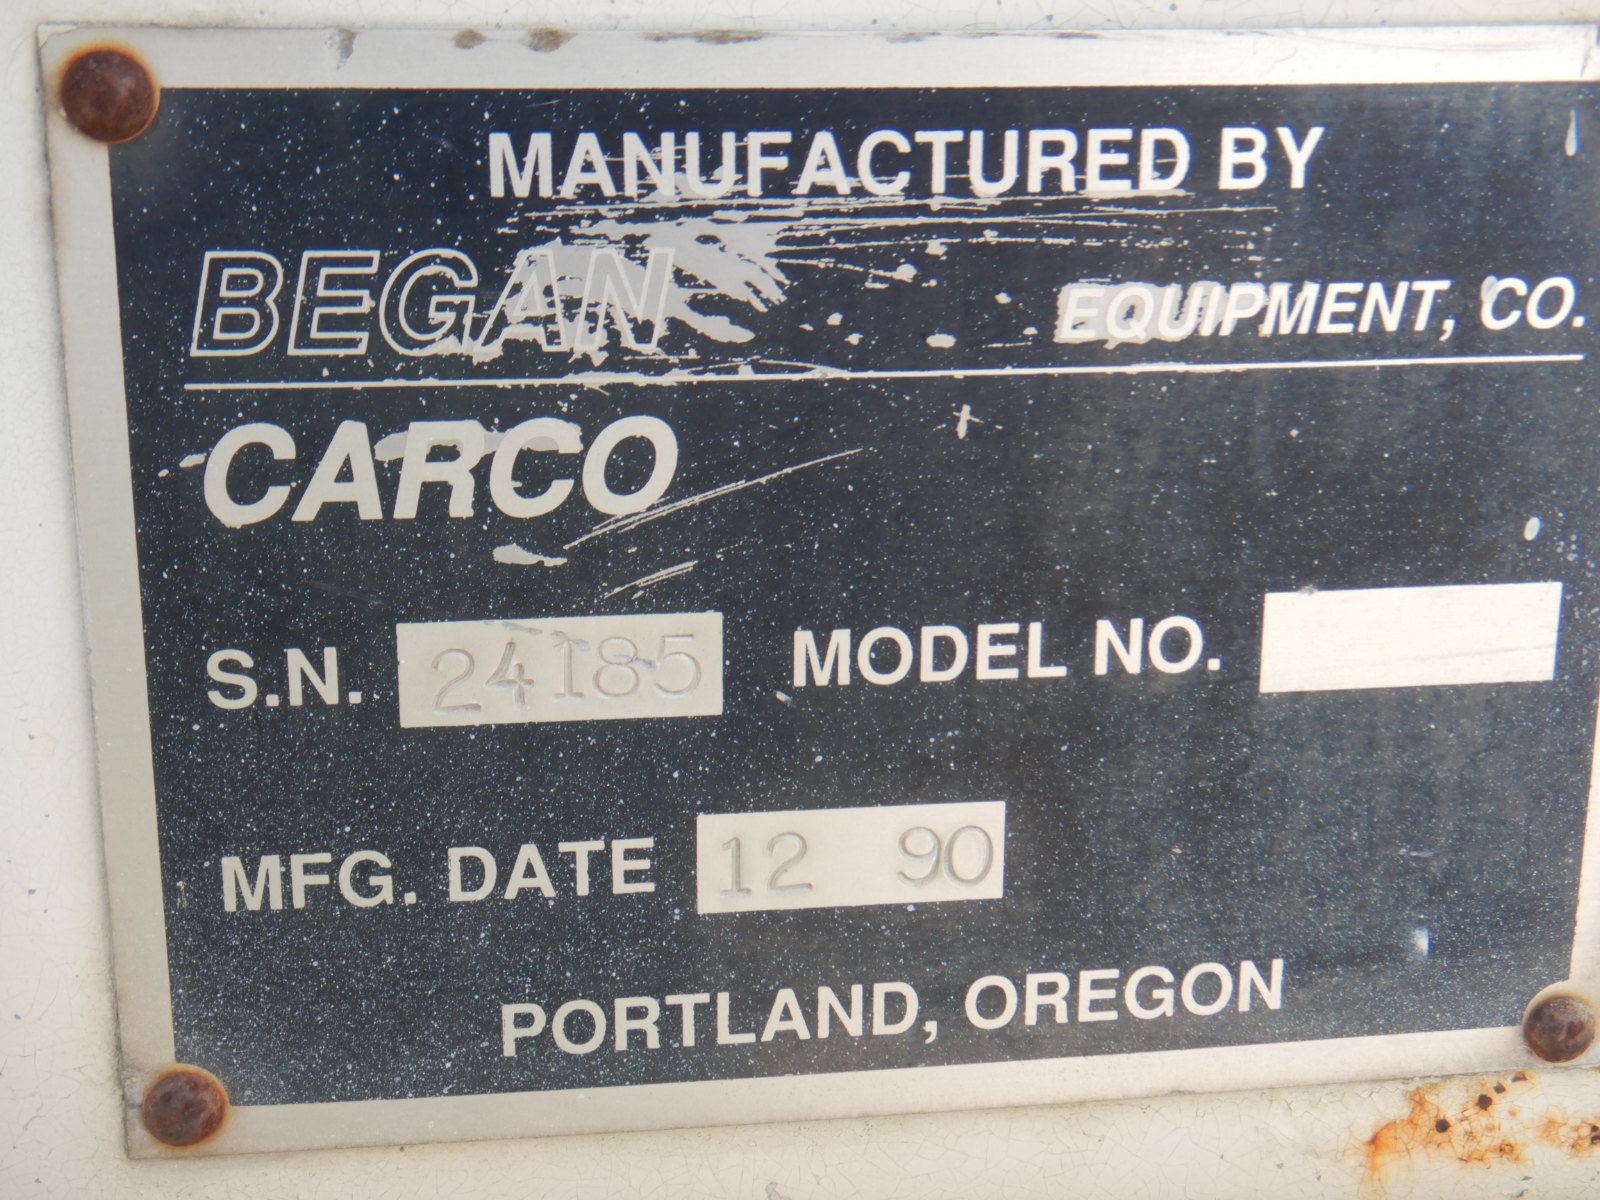 MANUFACTURED BY
BEGAN EQUIPMENT, CO.
CARCO
S.N. 24185 MODEL NO.
MFG. DATE 12 90
PORTLAND, OREGON